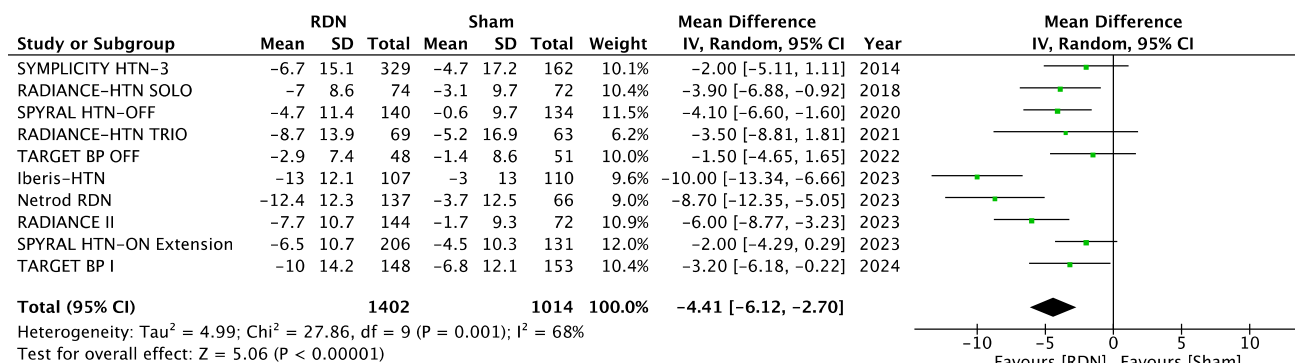 RDN Sham Mean Difference Mean Difference
Study or Subgroup Mean SD Total Mean SD Total Weight IV, Random, 95% CI Year IV, Random, 95% CI
SYMPLICITY HTN-3 −6.7 15.1 329 −4.7 17.2 162 10.1% −2.00 [−5.11, 1.11] 2014
RADIANCE-HTN SOLO −7 8.6 74 −3.1 9.7 72 10.4% −3.90 [−6.88, −0.92] 2018
SPYRAL HTN-OFF −4.7 11.4 140 −0.6 9.7 134 11.5% −4.10 [−6.60, −1.60] 2020
RADIANCE-HTN TRIO −8.7 13.9 69 −5.2 16.9 63 6.2% −3.50 [−8.81, 1.81] 2021
TARGET BP OFF −2.9 7.4 48 −1.4 8.6 51 10.0% −1.50 [−4.65, 1.65] 2022
Iberis-HTN −13 12.1 107 −3 13 110 9.6% −10.00 [−13.34, −6.66] 2023
Netrod RDN −12.4 12.3 137 −3.7 12.5 66 9.0% −8.70 [−12.35, −5.05] 2023
RADIANCE II −7.7 10.7 144 −1.7 9.3 72 10.9% −6.00 [−8.77, −3.23] 2023
SPYRAL HTN-ON Extension −6.5 10.7 206 −4.5 10.3 131 12.0% −2.00 [−4.29, 0.29] 2023
TARGET BP I −10 14.2 148 −6.8 12.1 153 10.4% −3.20 [−6.18, −0.22] 2024
Total (95% CI) 1402 1014 100.0% −4.41 [−6.12, −2.70]
Heterogeneity: Tau² = 4.99; Chi² = 27.86, df = 9 (P = 0.001); I² = 68%
Test for overall effect: Z = 5.06 (P < 0.00001)
−10 −5 0 5 10
Favours [RDN] Favours [Sham]